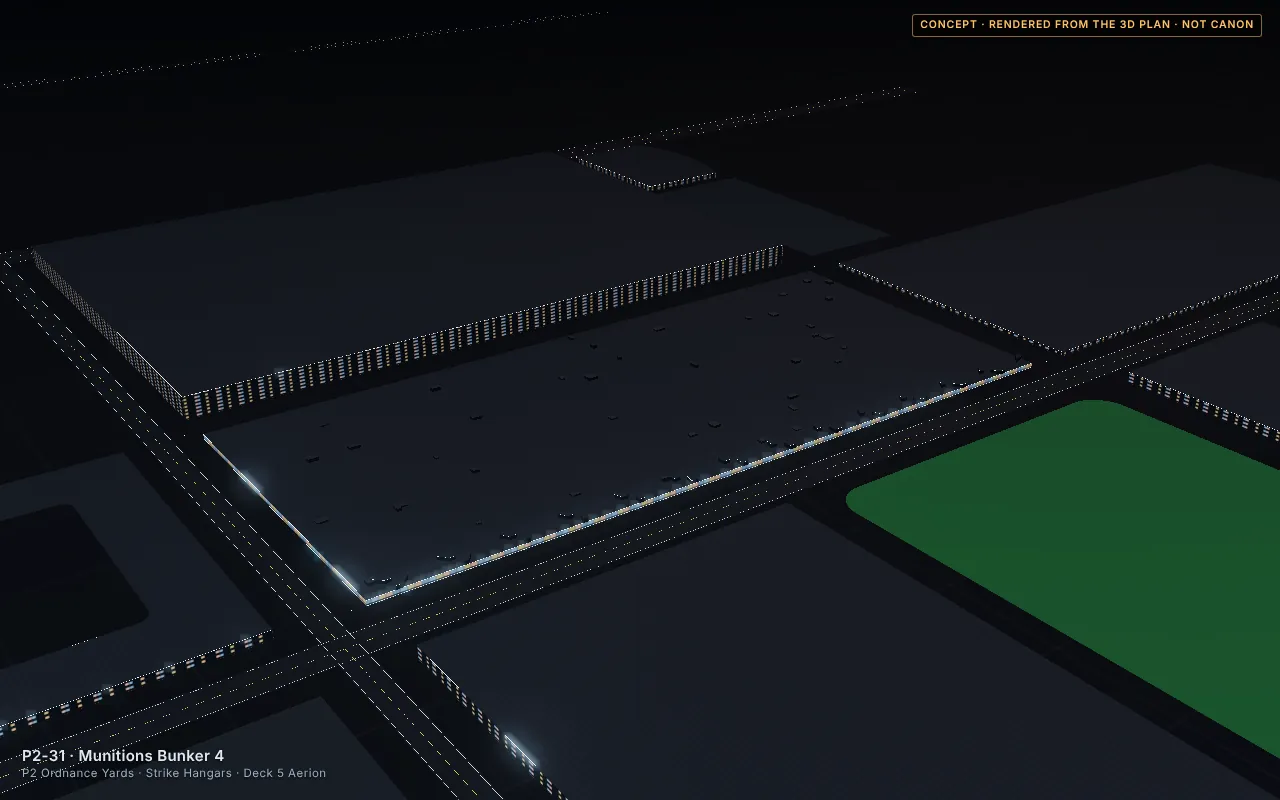 CONCEPT · RENDERED FROM THE 3D PLAN · NOT CANON
P2-31 · Munitions Bunker 4
P2 Ordnance Yards · Strike Hangars · Deck 5 Aerion